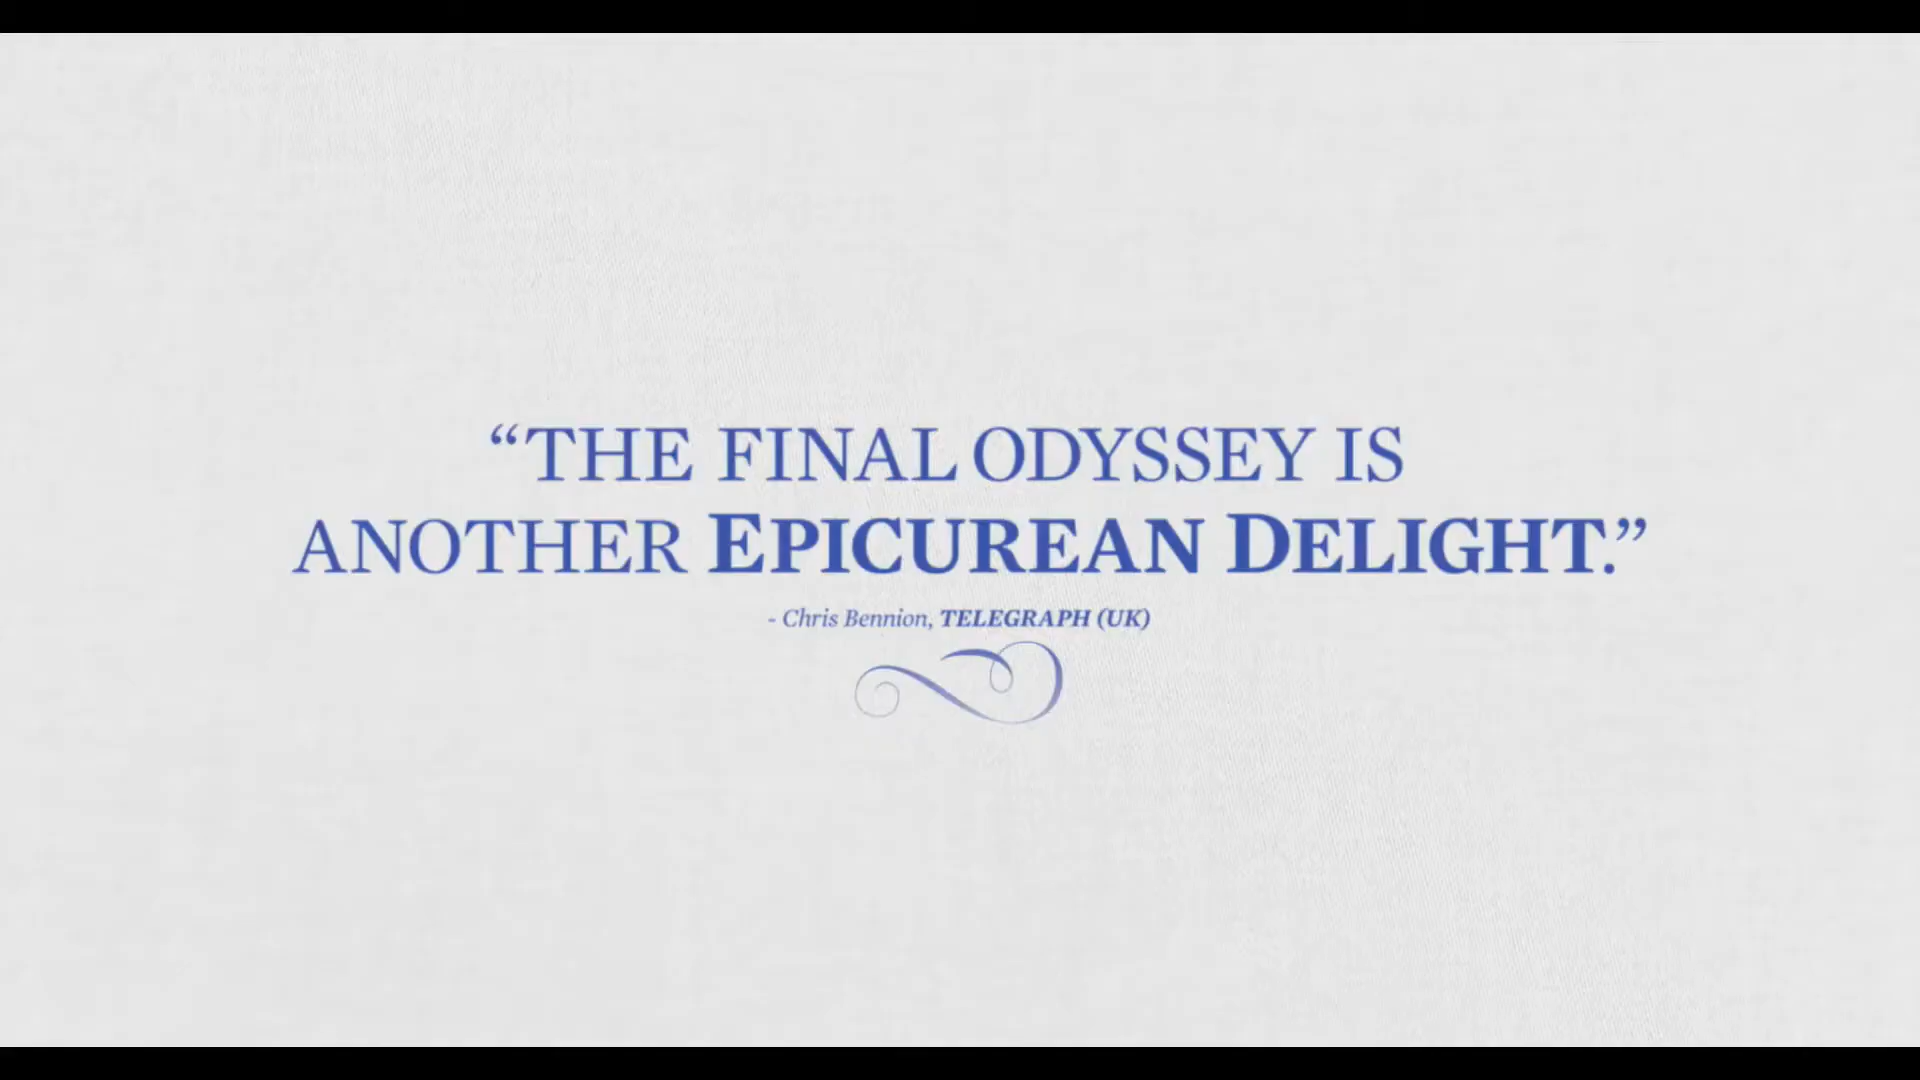 “THE FINAL ODYSSEY IS
ANOTHER EPICUREAN DELIGHT.”
- Chris Bennion, TELEGRAPH (UK)